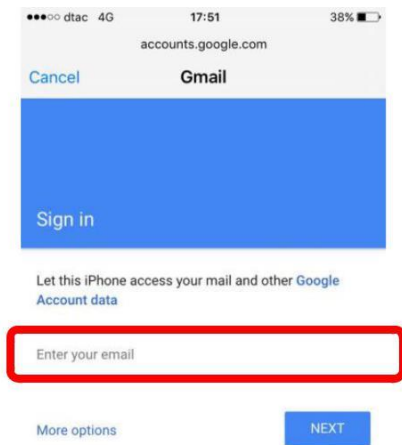 dtac 4G 17:51 38%
accounts.google.com
Cancel Gmail
Sign in
Let this iPhone access your mail and other Google
Account data
Enter your email
More options NEXT